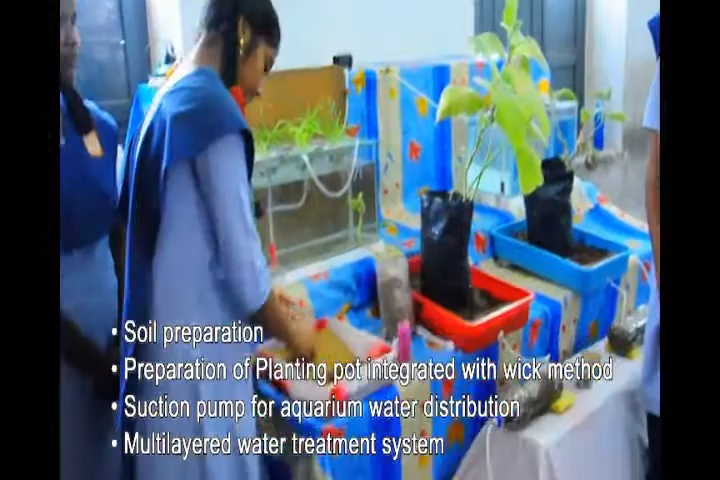 • Soil preparation
• Preparation of Planting pot integrated with wick method
• Suction pump for aquarium water distribution
• Multilayered water treatment system